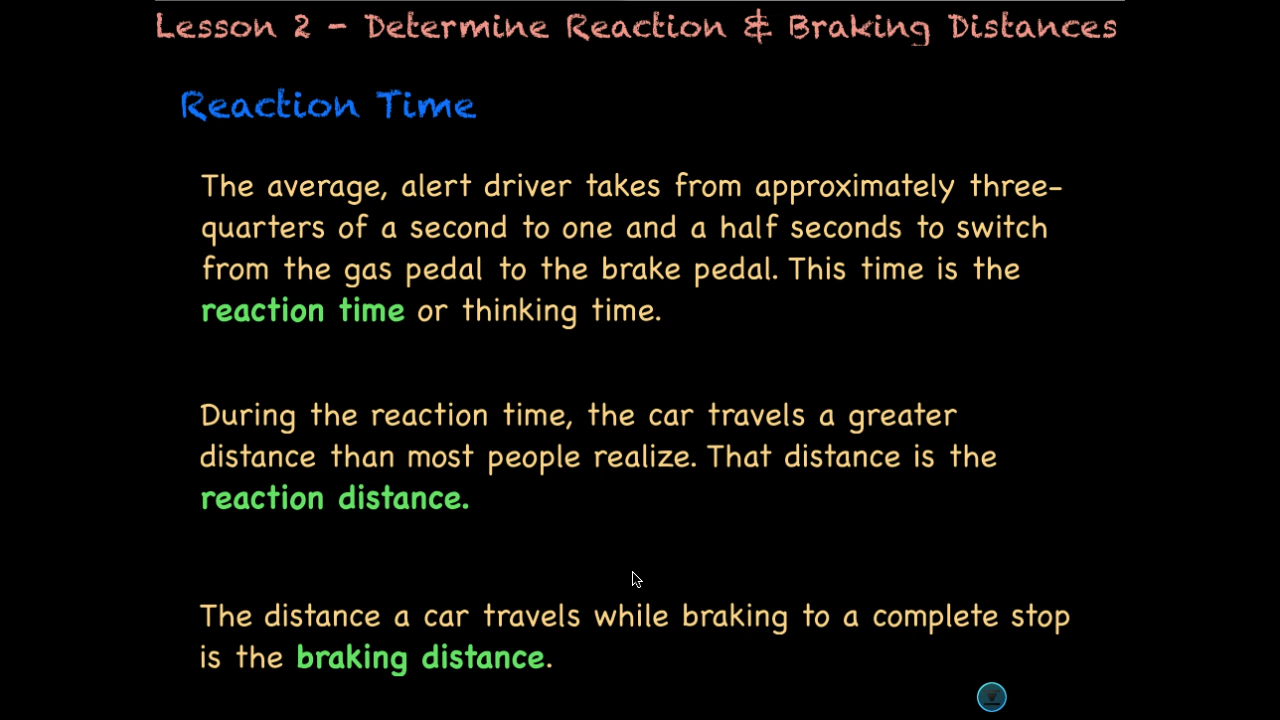 Lesson 2 - Determine Reaction & Braking Distances
Reaction Time
The average, alert driver takes from approximately three-
quarters of a second to one and a half seconds to switch
from the gas pedal to the brake pedal. This time is the
reaction time or thinking time.
During the reaction time, the car travels a greater
distance than most people realize. That distance is the
reaction distance.
The distance a car travels while braking to a complete stop
is the braking distance.